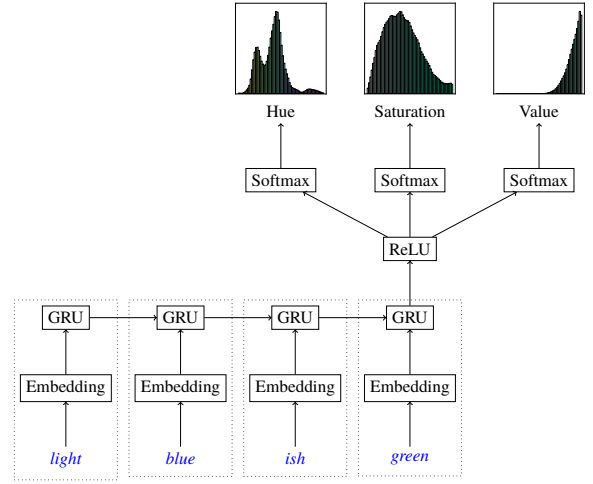 Hue Saturation Value
Softmax Softmax Softmax
ReLU
GRU GRU GRU GRU
Embedding Embedding Embedding Embedding
light blue ish green